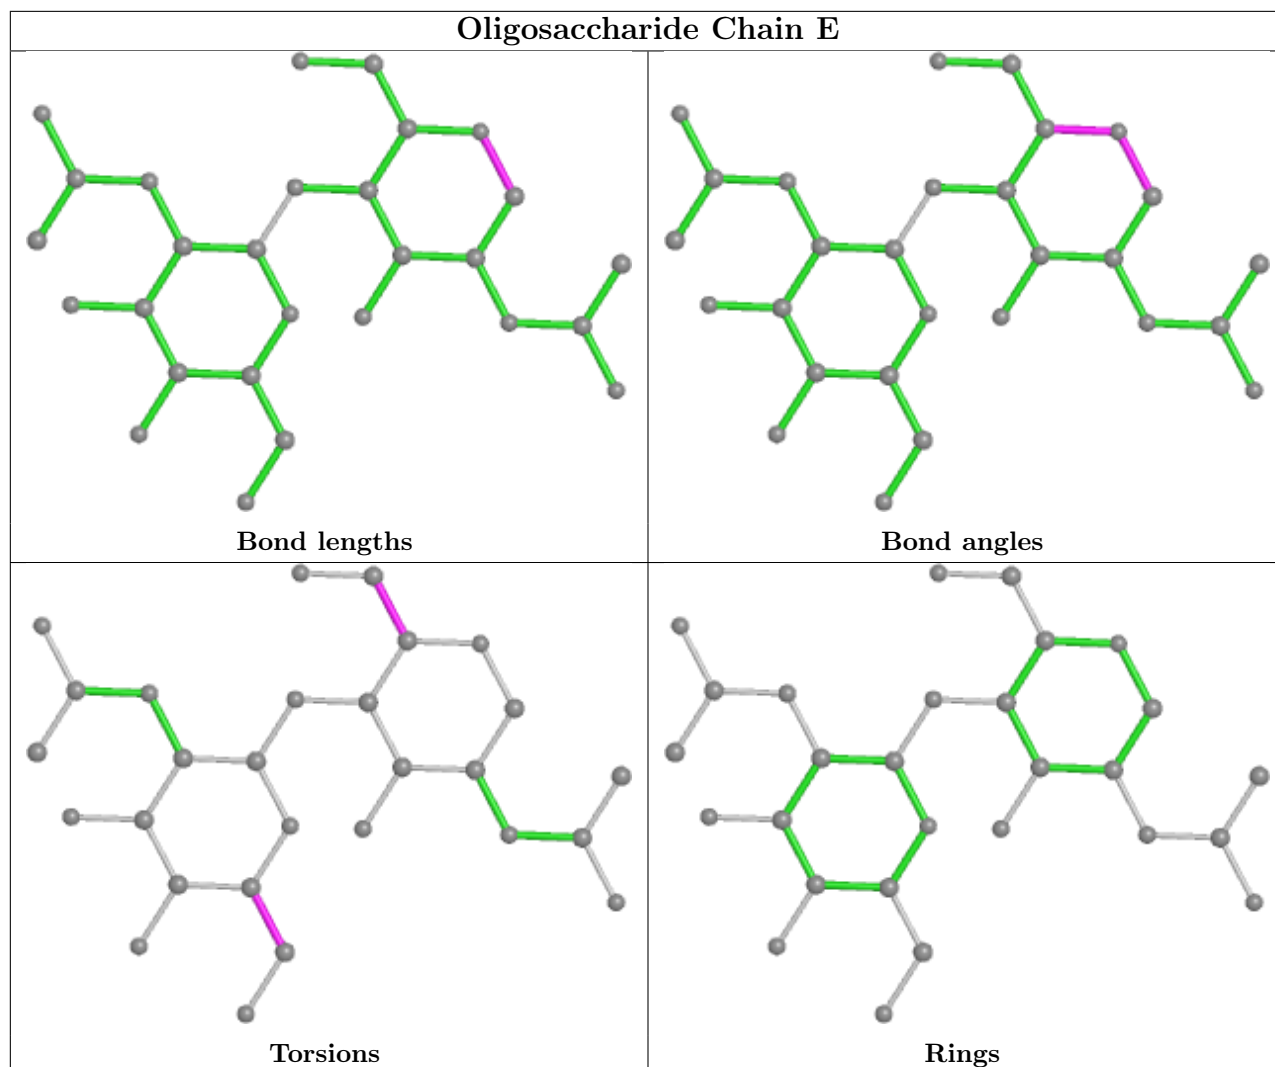 Oligosaccharide Chain E
Bond lengths
Bond angles
Torsions
Rings